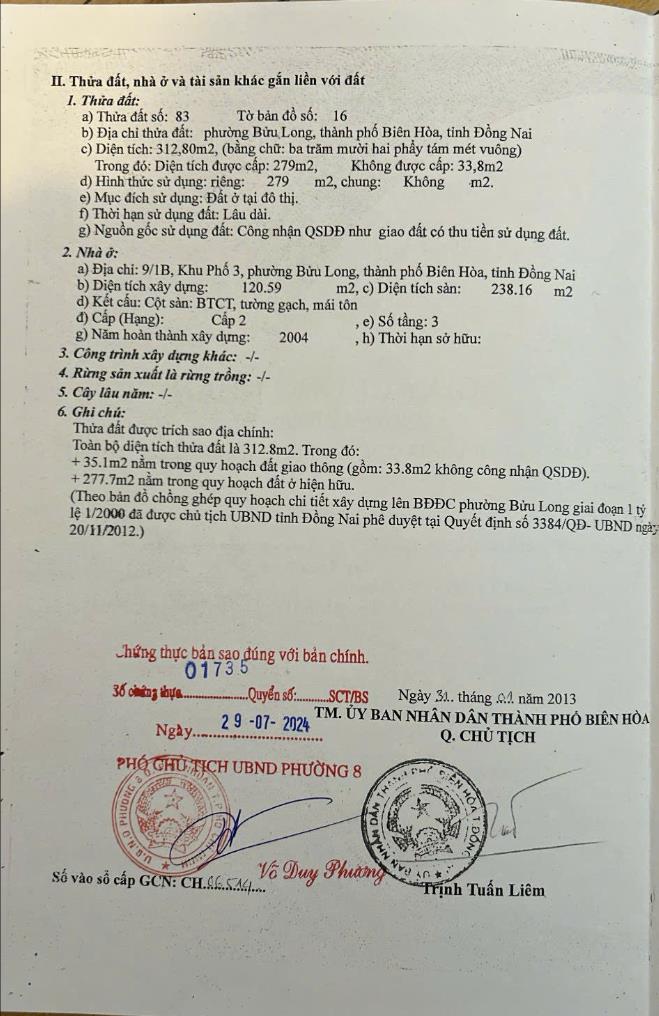 II. Thửa đất, nhà ở và tài sản khác gắn liền với đất
1. Thửa đất:
a) Thửa đất số: 83 Tờ bản đồ số: 16
b) Địa chỉ thửa đất: phường Bửu Long, thành phố Biên Hòa, tỉnh Đồng Nai
c) Diện tích: 312,80m2, (bằng chữ: ba trăm mười hai phẩy tám mét vuông)
Trong đó: Diện tích được cấp: 279m2, Không được cấp: 33,8m2
d) Hình thức sử dụng: riêng: 279 m2, chung: Không m2.
e) Mục đích sử dụng: Đất ở tại đô thị.
f) Thời hạn sử dụng đất: Lâu dài.
g) Nguồn gốc sử dụng đất: Công nhận QSDĐ như giao đất có thu tiền sử dụng đất.
2. Nhà ở:
a) Địa chỉ: 9/1B, Khu Phố 3, phường Bửu Long, thành phố Biên Hòa, tỉnh Đồng Nai
b) Diện tích xây dựng: 120.59 m2, c) Diện tích sàn: 238.16 m2
d) Kết cấu: Cột sàn: BTCT, tường gạch, mái tôn
đ) Cấp (Hạng): Cấp 2 , e) Số tầng: 3
g) Năm hoàn thành xây dựng: 2004 , h) Thời hạn sở hữu:
3. Công trình xây dựng khác: -/-
4. Rừng sản xuất là rừng trồng: -/-
5. Cây lâu năm: -/-
6. Ghi chú:
Thửa đất được trích sao địa chính:
Toàn bộ diện tích thửa đất là 312.8m2. Trong đó:
+ 35.1m2 nằm trong quy hoạch đất giao thông (gồm: 33.8m2 không công nhận QSDĐ).
+ 277.7m2 nằm trong quy hoạch đất ở hiện hữu.
(Theo bản đồ chồng ghép quy hoạch chi tiết xây dựng lên BĐĐC phường Bửu Long giai đoạn 1 tỷ
lệ 1/2000 đã được chủ tịch UBND tỉnh Đồng Nai phê duyệt tại Quyết định số 3384/QĐ- UBND ngày
20/11/2012.)
Chứng thực bản sao đúng với bản chính.
01735
Số chứng thực....................Quyển số:..........SCT/BS
Ngày 31. tháng .01. năm 2013
Ngày 29-07-2024
TM. ỦY BAN NHÂN DÂN THÀNH PHỐ BIÊN HÒA
Q. CHỦ TỊCH
PHÓ CHỦ TỊCH UBND PHƯỜNG 8
Võ Duy Phương
Số vào sổ cấp GCN: CH.06514....
Trịnh Tuấn Liêm